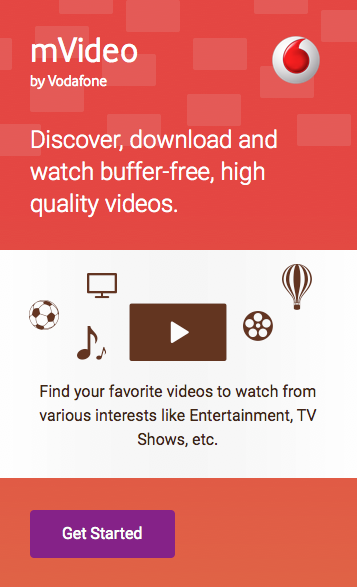 mVideo
by Vodafone
Discover, download and
watch buffer-free, high
quality videos.
Find your favorite videos to watch from
various interests like Entertainment, TV
Shows, etc.
Get Started